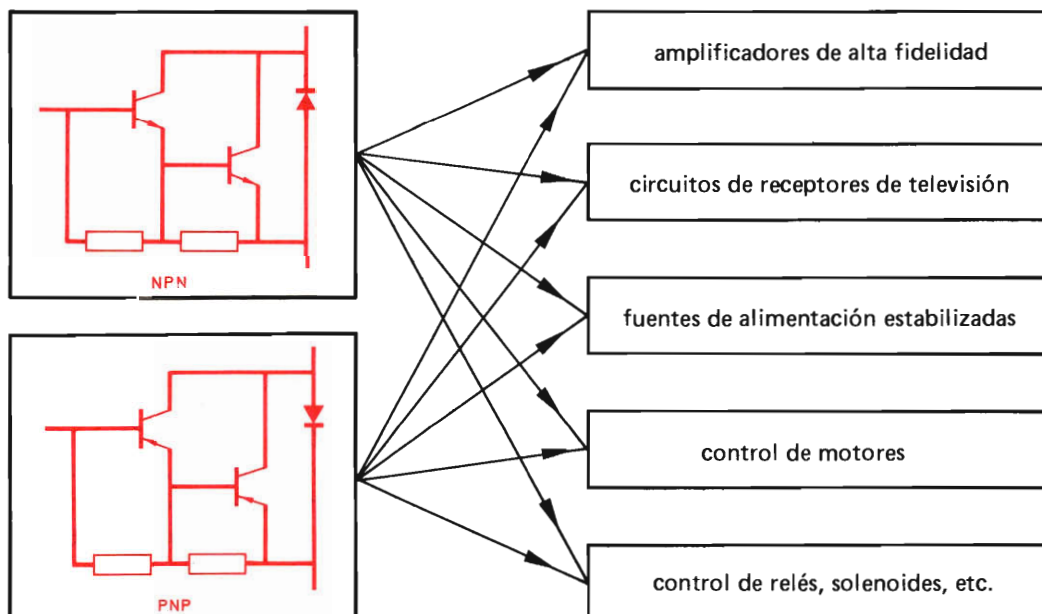 NPN
PNP
amplificadores de alta fidelidad
circuitos de receptores de televisión
fuentes de alimentación estabilizadas
control de motores
control de relés, solenoides, etc.